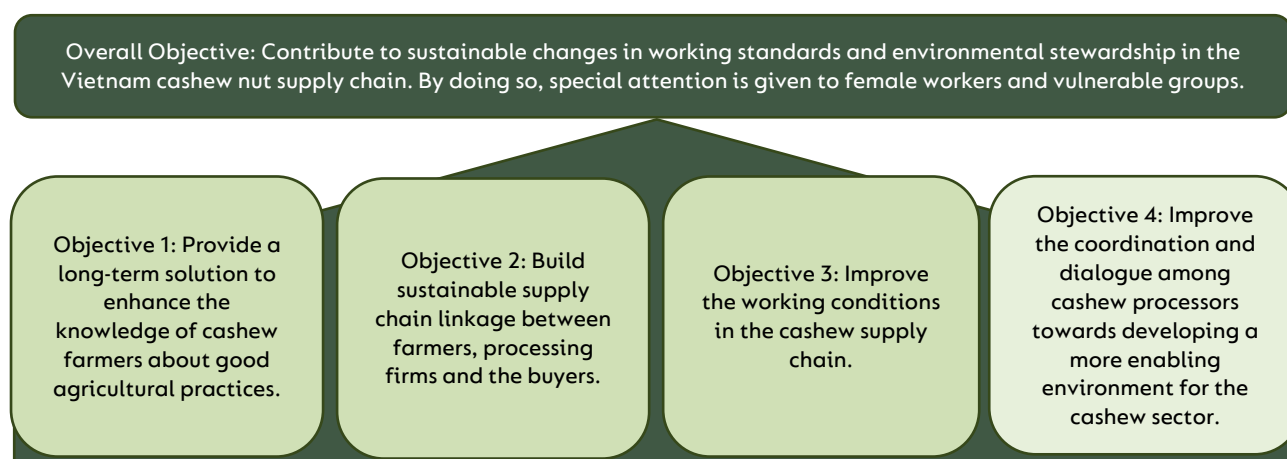 Overall Objective: Contribute to sustainable changes in working standards and environmental stewardship in the
Vietnam cashew nut supply chain. By doing so, special attention is given to female workers and vulnerable groups.
Objective 1: Provide a
long-term solution to
enhance the
knowledge of cashew
farmers about good
agricultural practices.
Objective 2: Build
sustainable supply
chain linkage between
farmers, processing
firms and the buyers.
Objective 3: Improve
the working conditions
in the cashew supply
chain.
Objective 4: Improve
the coordination and
dialogue among
cashew processors
towards developing a
more enabling
environment for the
cashew sector.